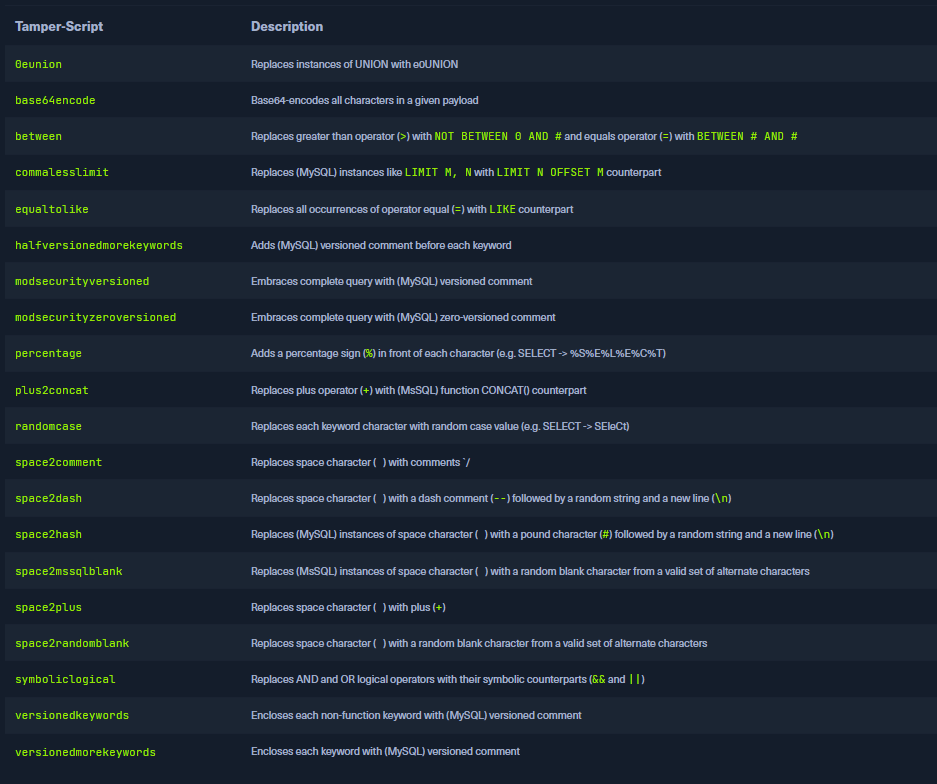 Tamper-Script Description
0eunion Replaces instances of UNION with e0UNION
base64encode Base64-encodes all characters in a given payload
between Replaces greater than operator (>) with NOT BETWEEN 0 AND # and equals operator (=) with BETWEEN # AND #
commalesslimit Replaces (MySQL) instances like LIMIT M, N with LIMIT N OFFSET M counterpart
equaltolike Replaces all occurrences of operator equal (=) with LIKE counterpart
halfversionedmorekeywords Adds (MySQL) versioned comment before each keyword
modsecurityversioned Embraces complete query with (MySQL) versioned comment
modsecurityzeroversioned Embraces complete query with (MySQL) zero-versioned comment
percentage Adds a percentage sign (%) in front of each character (e.g. SELECT -> %S%E%L%E%C%T)
plus2concat Replaces plus operator (+) with (MsSQL) function CONCAT() counterpart
randomcase Replaces each keyword character with random case value (e.g. SELECT -> SEleCt)
space2comment Replaces space character ( ) with comments `/
space2dash Replaces space character ( ) with a dash comment (--) followed by a random string and a new line (\n)
space2hash Replaces (MySQL) instances of space character ( ) with a pound character (#) followed by a random string and a new line (\n)
space2mssqlblank Replaces (MsSQL) instances of space character ( ) with a random blank character from a valid set of alternate characters
space2plus Replaces space character ( ) with plus (+)
space2randomblank Replaces space character ( ) with a random blank character from a valid set of alternate characters
symboliclogical Replaces AND and OR logical operators with their symbolic counterparts (&& and ||)
versionedkeywords Encloses each non-function keyword with (MySQL) versioned comment
versionedmorekeywords Encloses each keyword with (MySQL) versioned comment